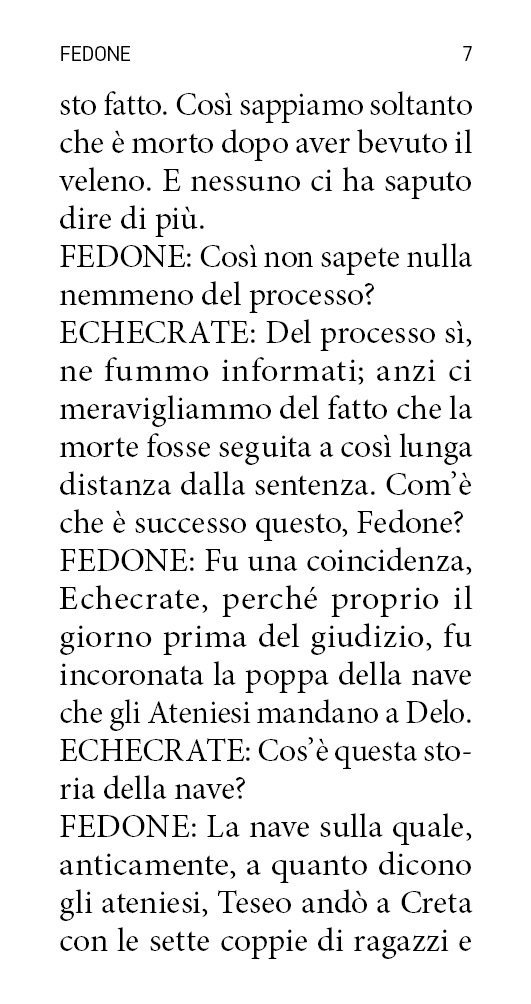 FEDONE 7
sto fatto. Così sappiamo soltanto
che è morto dopo aver bevuto il
veleno. E nessuno ci ha saputo
dire di più.
FEDONE: Così non sapete nulla
nemmeno del processo?
ECHECRATE: Del processo sì,
ne fummo informati; anzi ci
meravigliammo del fatto che la
morte fosse seguita a così lunga
distanza dalla sentenza. Com’è
che è successo questo, Fedone?
FEDONE: Fu una coincidenza,
Echecrate, perché proprio il
giorno prima del giudizio, fu
incoronata la poppa della nave
che gli Ateniesi mandano a Delo.
ECHECRATE: Cos’è questa sto-
ria della nave?
FEDONE: La nave sulla quale,
anticamente, a quanto dicono
gli ateniesi, Teseo andò a Creta
con le sette coppie di ragazzi e